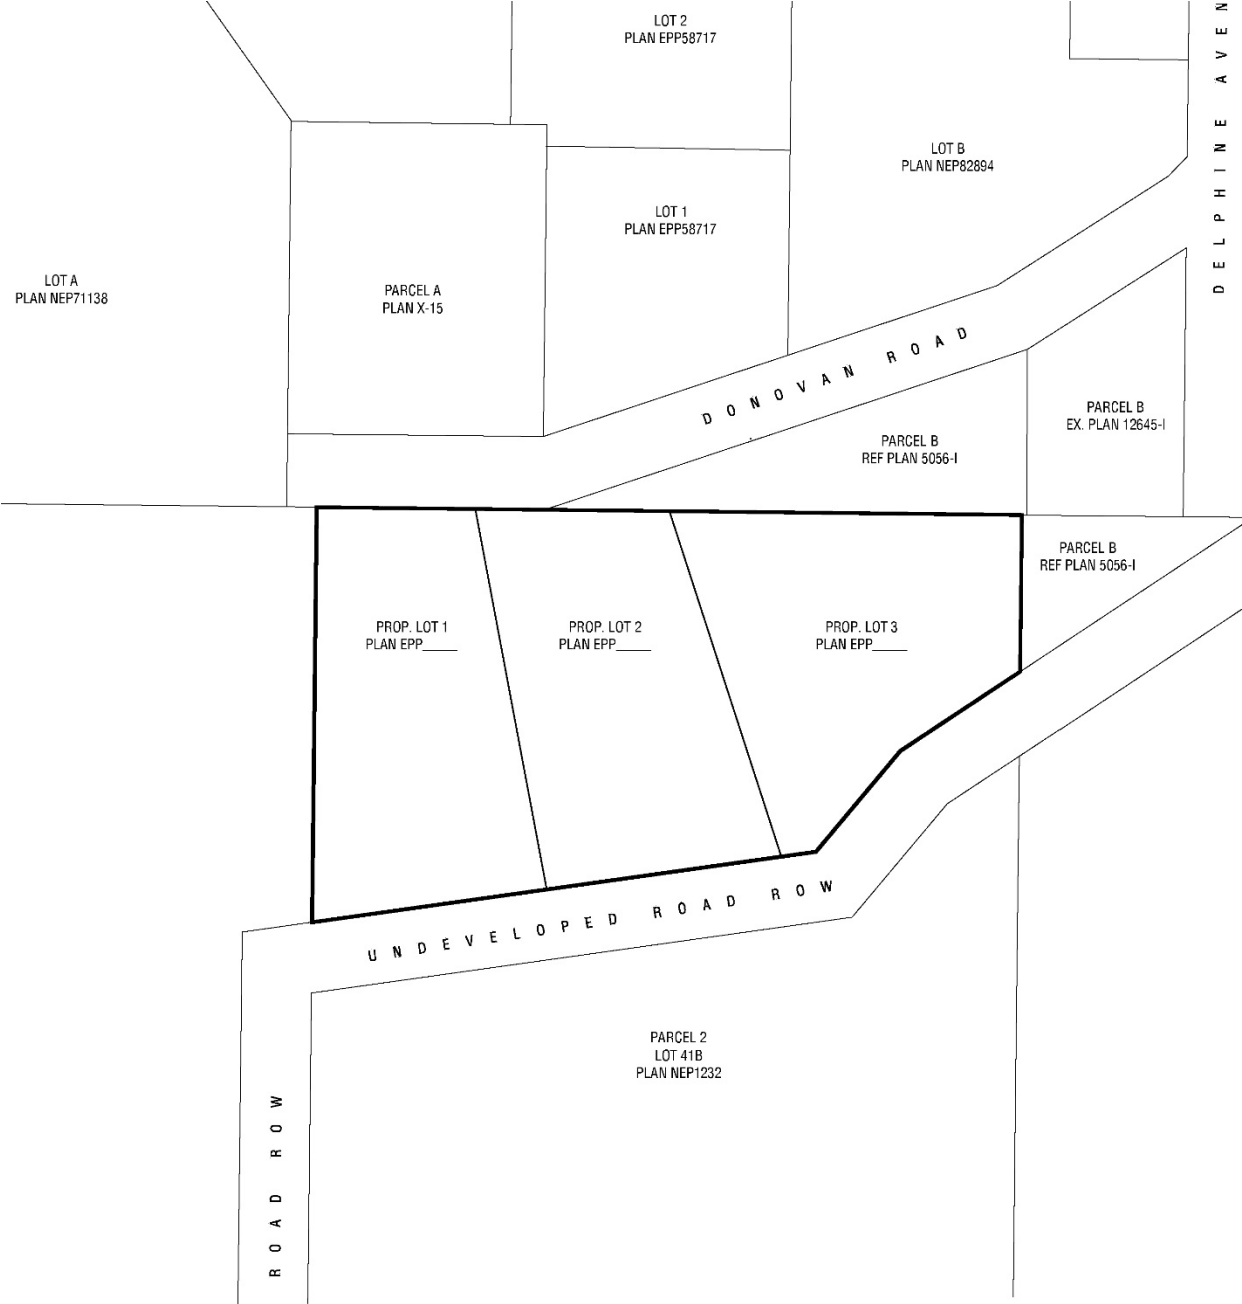 LOT 2
PLAN EPP58717
DELPHINE AVEN
LOT B
PLAN NEP82894
LOT 1
PLAN EPP58717
LOT A
PLAN NEP71138
PARCEL A
PLAN X-15
DONOVAN ROAD
PARCEL B
EX. PLAN 12645-I
PARCEL B
REF PLAN 5056-I
PARCEL B
REF PLAN 5056-I
PROP. LOT 1
PLAN EPP_____
PROP. LOT 2
PLAN EPP_____
PROP. LOT 3
PLAN EPP_____
UNDEVELOPED ROAD ROW
PARCEL 2
LOT 41B
PLAN NEP1232
ROAD ROW